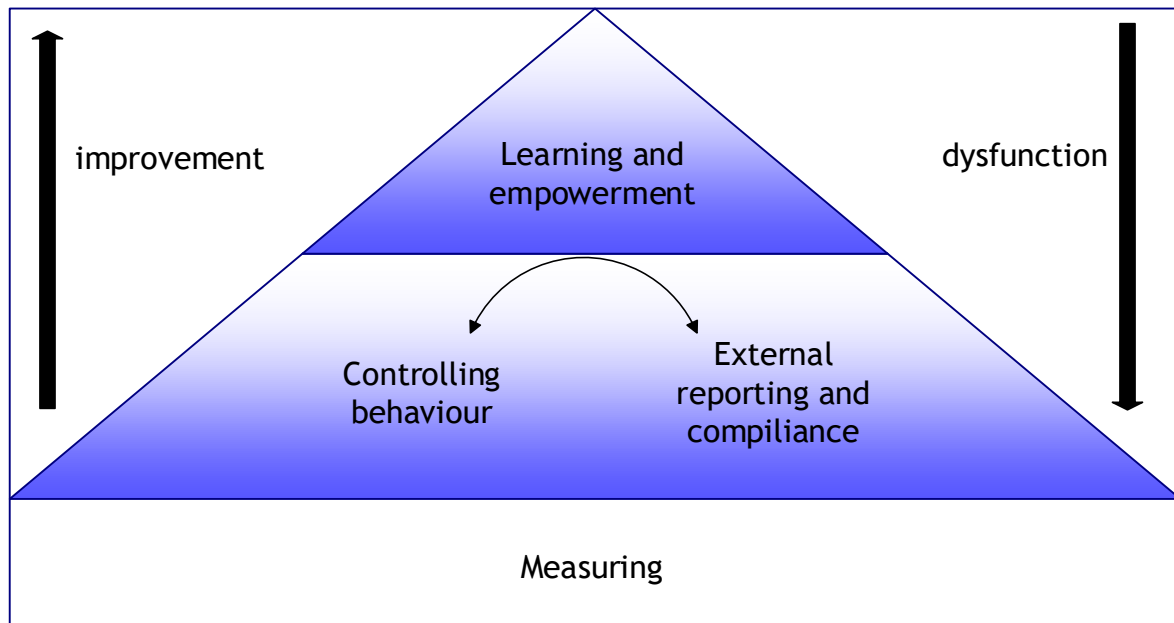 improvement
Learning and
empowerment
dysfunction
Controlling
behaviour
External
reporting and
compiliance
Measuring